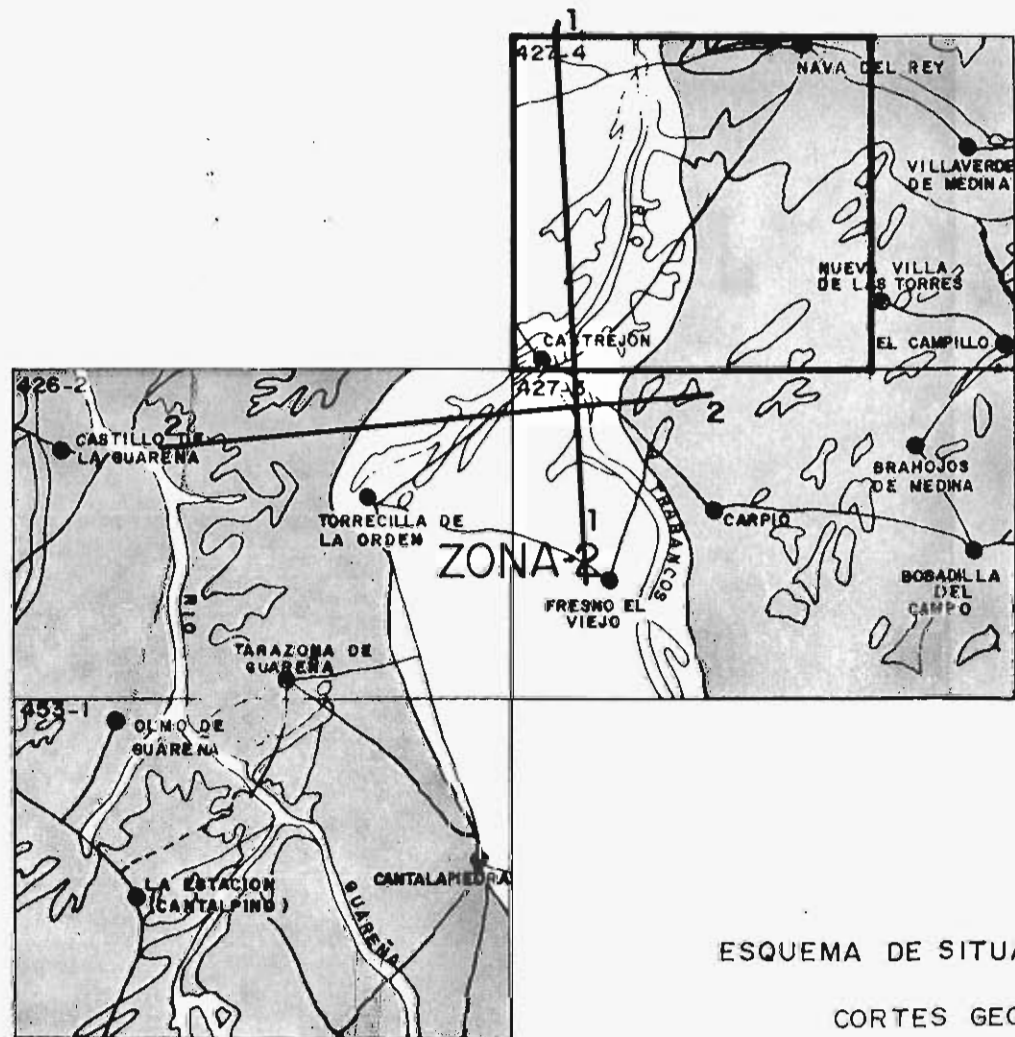 1
427-4
NAVA DEL REY
VILLAVERDE
DE MEDINA
RIO
NUEVA VILLA
DE LAS TORRES
CASTREJON
EL CAMPILLO
426-2
427-3
2
2
CASTILLO DE
LA GUAREÑA
BRAHOJOS
DE MEDINA
TORRECILLA DE
LA ORDEN
1
TRABANCOS
CARPIO
ZONA-2
FRESNO EL
VIEJO
BOBADILLA
DEL
CAMPO
RIO
TARAZONA DE
GUAREÑA
453-1
OLMO DE
GUAREÑA
CANTALAPIEDRA
LA ESTACION
(CANTALPINO)
GUAREÑA
ESQUEMA DE SITUA
CORTES GEO